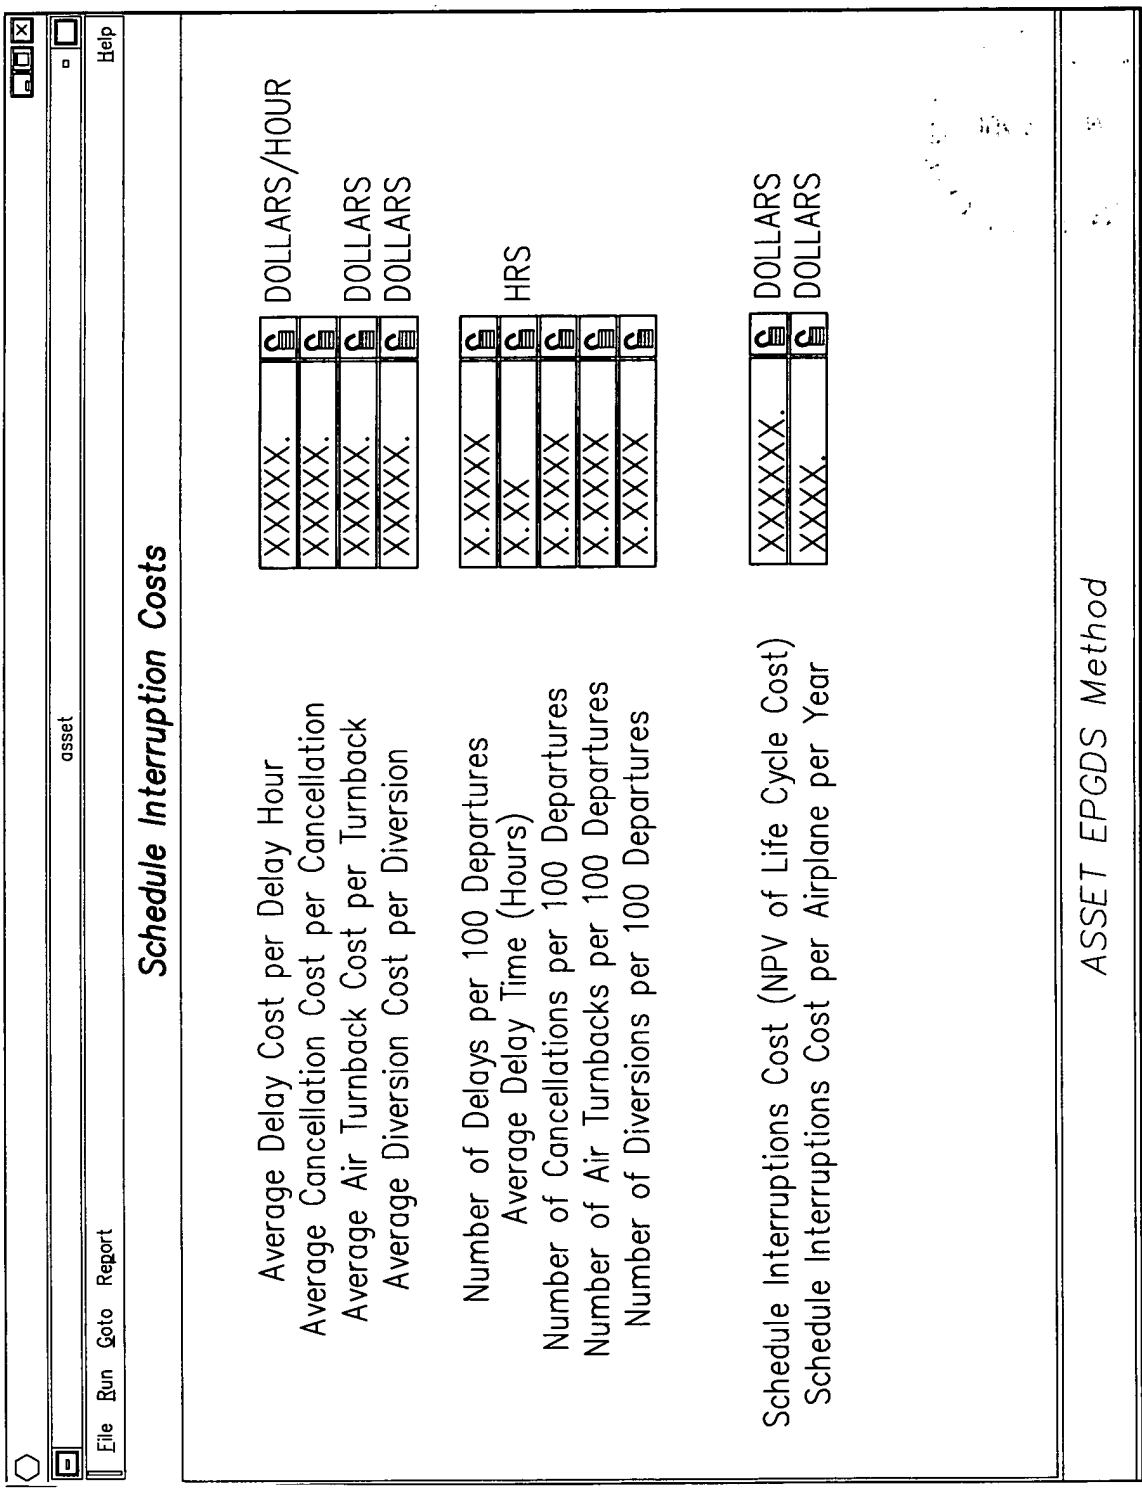 asset
File Run Goto Report Help
Schedule Interruption Costs
Average Delay Cost per Delay Hour XXXXX. DOLLARS/HOUR
Average Cancellation Cost per Cancellation XXXXX.
Average Air Turnback Cost per Turnback XXXXX. DOLLARS
Average Diversion Cost per Diversion XXXXX. DOLLARS
Number of Delays per 100 Departures X.XXXX
Average Delay Time (Hours) X.XX HRS
Number of Cancellations per 100 Departures X.XXXX
Number of Air Turnbacks per 100 Departures X.XXXX
Number of Diversions per 100 Departures X.XXXX
Schedule Interruptions Cost (NPV of Life Cycle Cost) XXXXXX. DOLLARS
Schedule Interruptions Cost per Airplane per Year XXXX. DOLLARS
ASSET EPGDS Method